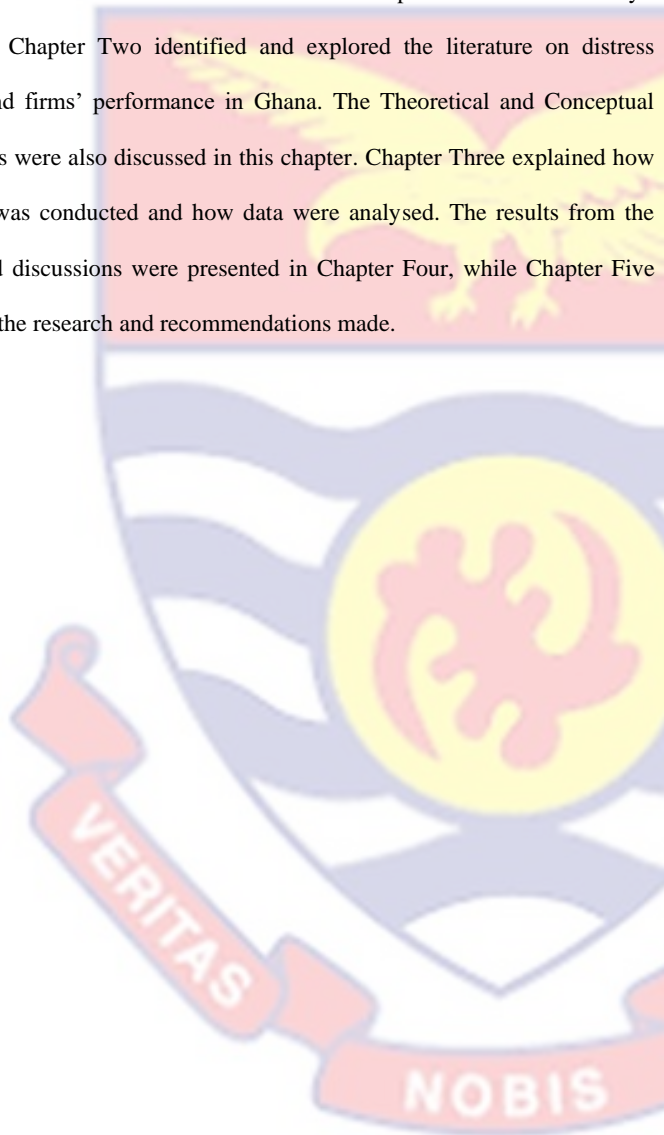 Chapter Two identified and explored the literature on distress
nd firms' performance in Ghana. The Theoretical and Conceptual
s were also discussed in this chapter. Chapter Three explained how
was conducted and how data were analysed. The results from the
d discussions were presented in Chapter Four, while Chapter Five
the research and recommendations made.
VERITAS
NOBIS